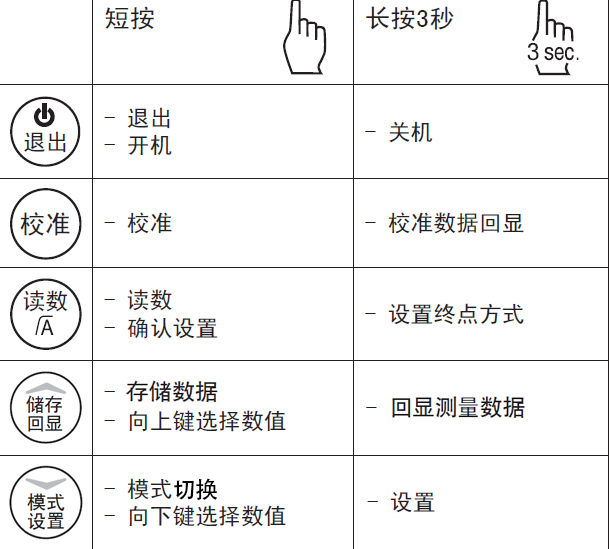 短按
长按3秒
3 sec.
退出
- 退出
- 开机
- 关机
校准
- 校准
- 校准数据回显
读数
A
- 读数
- 确认设置
- 设置终点方式
储存
回显
- 存储数据
- 向上键选择数值
- 回显测量数据
模式
设置
- 模式切换
- 向下键选择数值
- 设置